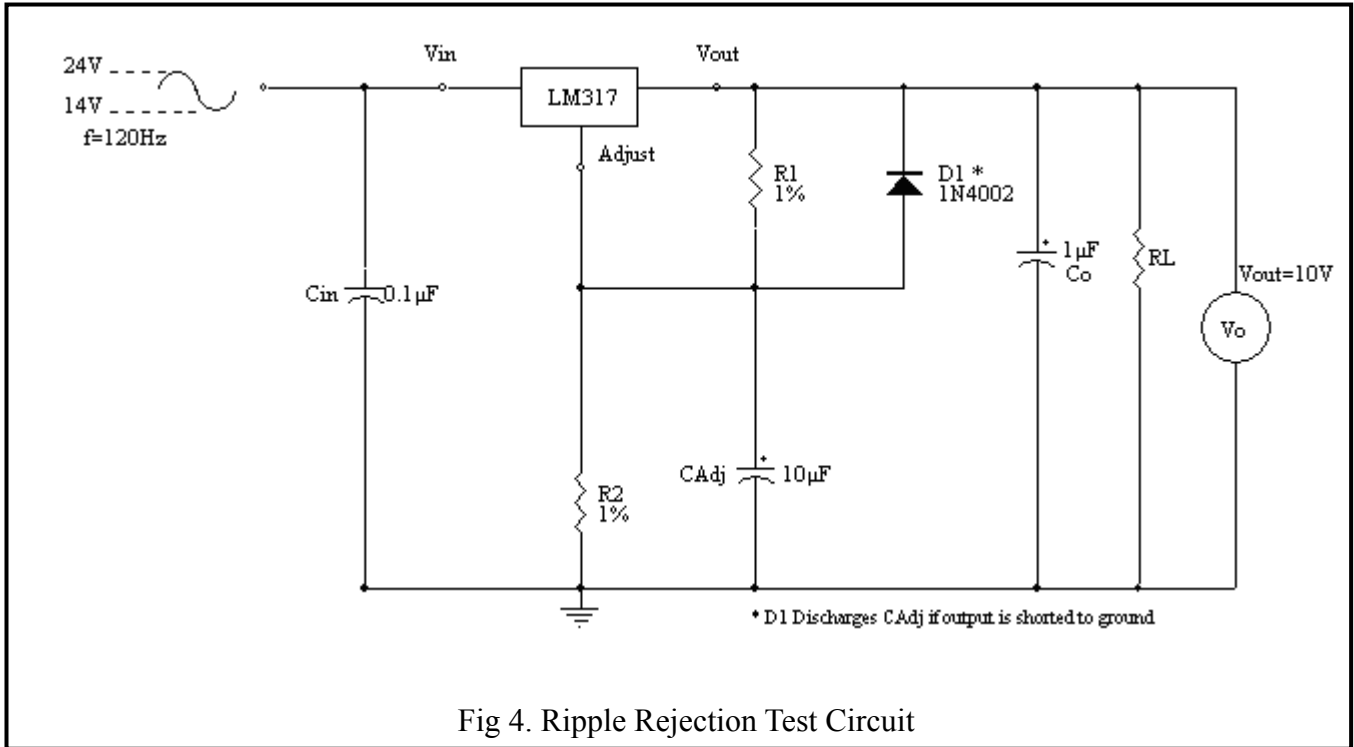 Vin
Vout
24V
14V
f=120Hz
LM317
Adjust
R1
1%
D1 *
1N4002
Cin
0.1µF
1µF
Co
RL
Vout=10V
Vo
R2
1%
CAdj
10µF
* D1 Discharges CAdj if output is shorted to ground
Fig 4. Ripple Rejection Test Circuit